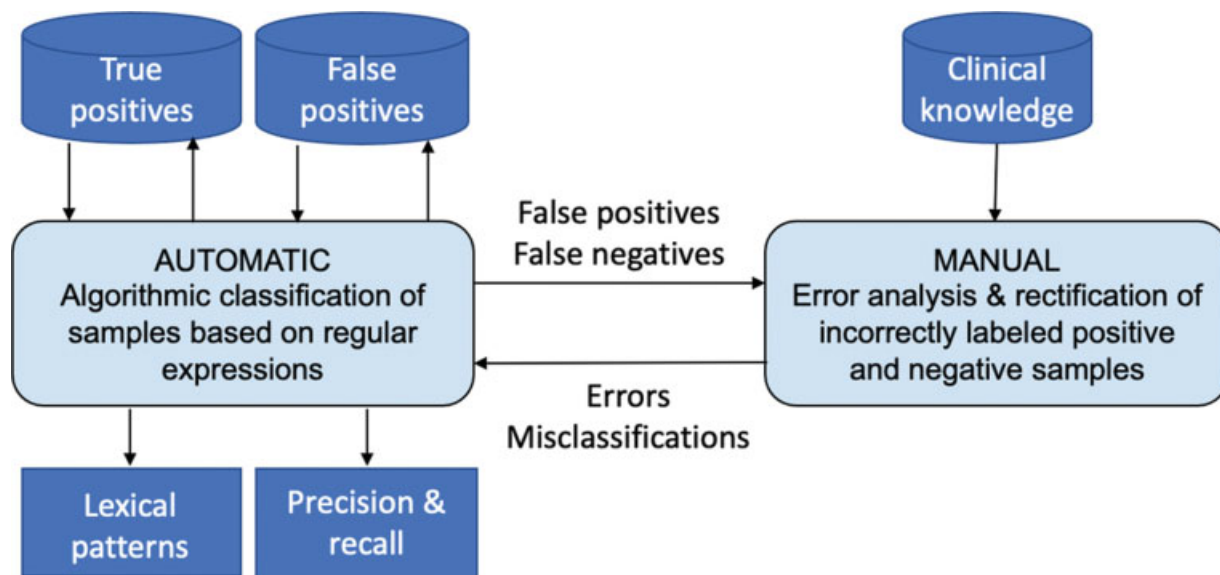 True
positives
False
positives
Clinical
knowledge
False positives
False negatives
AUTOMATIC
Algorithmic classification of
samples based on regular
expressions
MANUAL
Error analysis & rectification of
incorrectly labeled positive
and negative samples
Errors
Misclassifications
Lexical
patterns
Precision &
recall